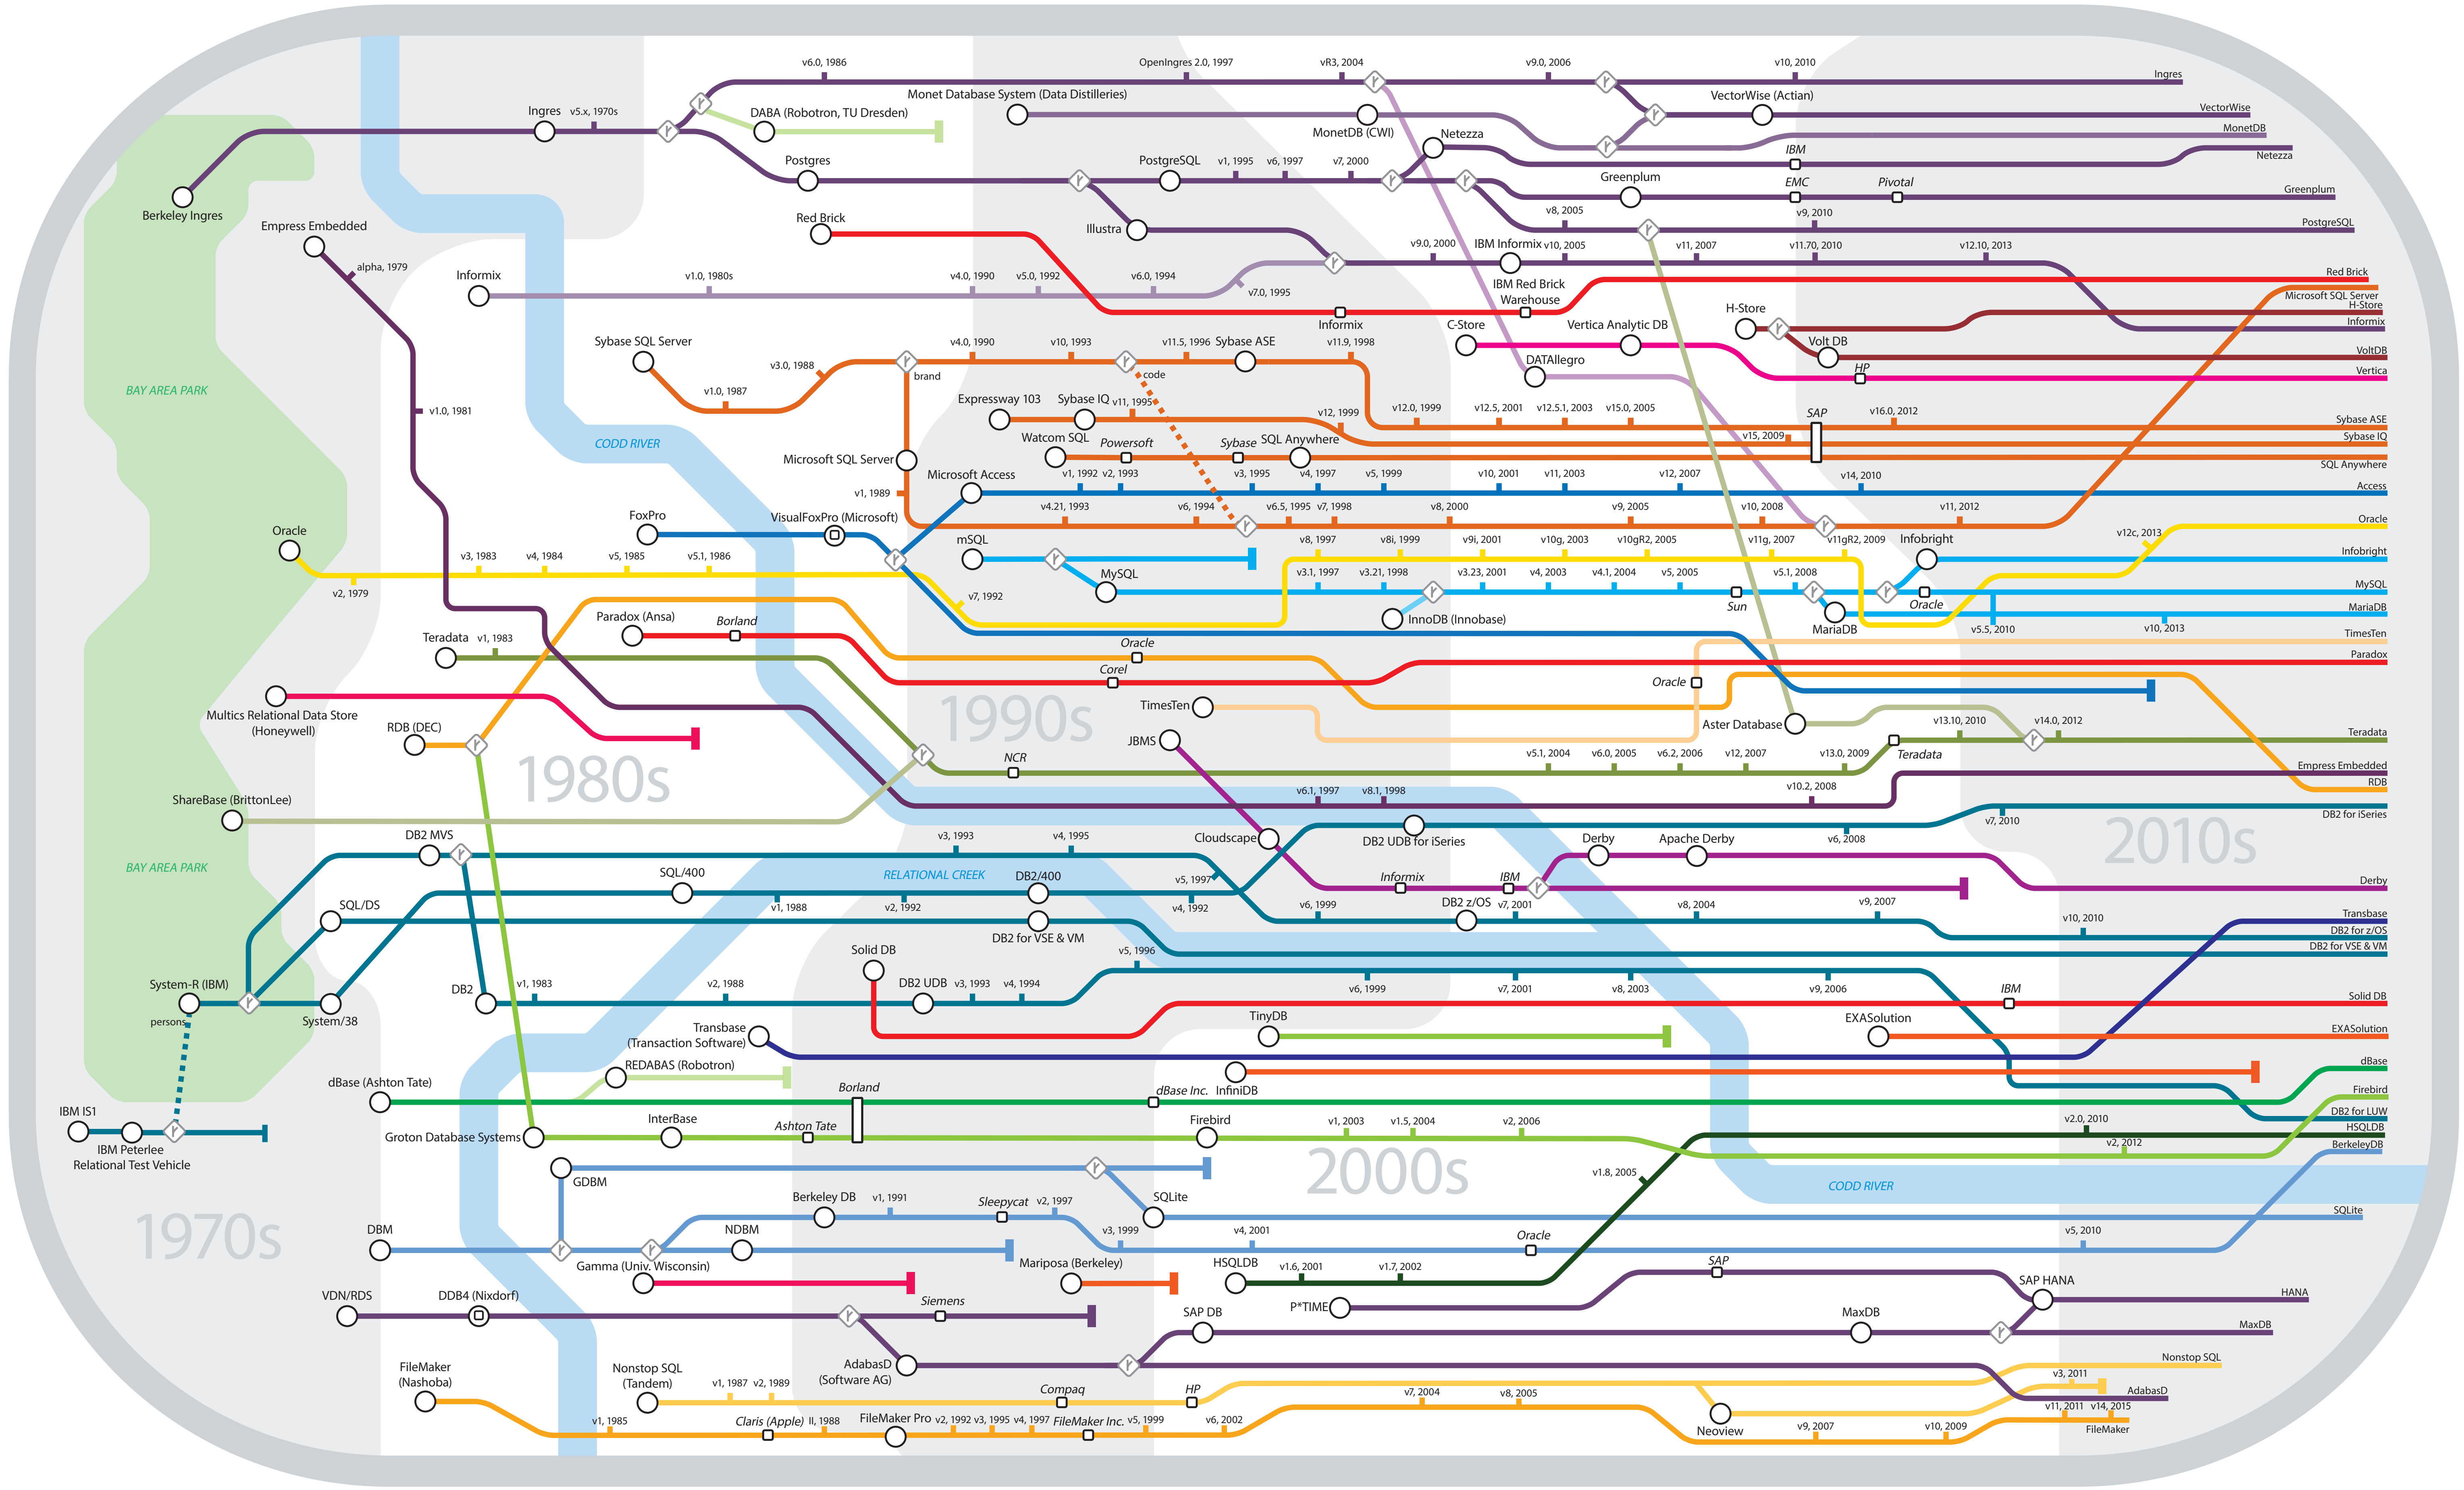 v6.0, 1986
OpenIngres 2.0, 1997
vR3, 2004
v9.0, 2006
v10, 2010
Ingres
Ingres
v5.x, 1970s
DABA (Robotron, TU Dresden)
Monet Database System (Data Distilleries)
MonetDB (CWI)
VectorWise (Actian)
VectorWise
MonetDB
Netezza
IBM
Netezza
Berkeley Ingres
Postgres
PostgreSQL
v1, 1995
v6, 1997
v7, 2000
Greenplum
EMC
Pivotal
Greenplum
Empress Embedded
alpha, 1979
v1.0, 1981
Red Brick
Illustra
v8, 2005
v9, 2010
PostgreSQL
Informix
v1.0, 1980s
v4.0, 1990
v5.0, 1992
v6.0, 1994
v7.0, 1995
v9.0, 2000
IBM Informix
v10, 2005
v11, 2007
v11.70, 2010
v12.10, 2013
Informix
IBM Red Brick
Warehouse
Red Brick
Microsoft SQL Server
H-Store
Informix
H-Store
Volt DB
VoltDB
C-Store
Vertica Analytic DB
HP
Vertica
DATAllegro
Sybase SQL Server
v1.0, 1987
v3.0, 1988
brand
v4.0, 1990
v10, 1993
code
v11.5, 1996
Sybase ASE
v11.9, 1998
BAY AREA PARK
CODD RIVER
Expressway 103
Sybase IQ
v11, 1995
v12, 1999
v12.0, 1999
v12.5, 2001
v12.5.1, 2003
v15.0, 2005
SAP
v16.0, 2012
Sybase ASE
v15, 2009
Sybase IQ
Watcom SQL
Powersoft
Sybase
SQL Anywhere
SQL Anywhere
Microsoft SQL Server
v1, 1989
Microsoft Access
v1, 1992
v2, 1993
v3, 1995
v4, 1997
v5, 1999
v10, 2001
v11, 2003
v12, 2007
v14, 2010
Access
v4.21, 1993
v6, 1994
v6.5, 1995
v7, 1998
v8, 2000
v9, 2005
v10, 2008
v11, 2012
FoxPro
VisualFoxPro (Microsoft)
Oracle
v2, 1979
v3, 1983
v4, 1984
v5, 1985
v5.1, 1986
v7, 1992
v8, 1997
v8i, 1999
v9i, 2001
v10g, 2003
v10gR2, 2005
v11g, 2007
v11gR2, 2009
v12c, 2013
Oracle
mSQL
Infobright
Infobright
MySQL
v3.1, 1997
v3.21, 1998
v3.23, 2001
v4, 2003
v4.1, 2004
v5, 2005
Sun
v5.1, 2008
Oracle
v5.5, 2010
MySQL
InnoDB (Innobase)
MariaDB
v10, 2013
MariaDB
Paradox (Ansa)
Borland
Oracle
Corel
TimesTen
Paradox
Teradata
v1, 1983
Multics Relational Data Store
(Honeywell)
RDB (DEC)
1980s
1990s
TimesTen
Oracle
Aster Database
JBMS
NCR
v5.1, 2004
v6.0, 2005
v6.2, 2006
v12, 2007
v13.0, 2009
Teradata
v13.10, 2010
v14.0, 2012
Teradata
Empress Embedded
RDB
ShareBase (BrittonLee)
v6.1, 1997
v8.1, 1998
v10.2, 2008
DB2 MVS
v3, 1993
v4, 1995
Cloudscape
DB2 UDB for iSeries
Derby
Apache Derby
v6, 2008
v7, 2010
DB2 for iSeries
2010s
BAY AREA PARK
SQL/400
RELATIONAL CREEK
DB2/400
v5, 1997
Informix
IBM
Derby
SQL/DS
v1, 1988
v2, 1992
v4, 1992
v6, 1999
DB2 z/OS
v7, 2001
v8, 2004
v9, 2007
v10, 2010
Transbase
DB2 for z/OS
DB2 for VSE & VM
DB2 for VSE & VM
System-R (IBM)
persons
System/38
DB2
v1, 1983
v2, 1988
Solid DB
DB2 UDB
v3, 1993
v4, 1994
v5, 1996
v6, 1999
v7, 2001
v8, 2003
v9, 2006
IBM
Solid DB
Transbase
(Transaction Software)
TinyDB
EXASolution
EXASolution
REDABAS (Robotron)
InfiniDB
dBase (Ashton Tate)
Borland
dBase Inc.
dBase
Firebird
DB2 for LUW
IBM IS1
IBM Peterlee
Relational Test Vehicle
Groton Database Systems
InterBase
Ashton Tate
Firebird
v1, 2003
v1.5, 2004
v2, 2006
v2.0, 2010
v2, 2012
HSQLDB
BerkeleyDB
GDBM
2000s
v1.8, 2005
CODD RIVER
1970s
DBM
NDBM
Berkeley DB
v1, 1991
Sleepycat
v2, 1997
v3, 1999
SQLite
v4, 2001
Oracle
v5, 2010
SQLite
Gamma (Univ. Wisconsin)
Mariposa (Berkeley)
HSQLDB
v1.6, 2001
v1.7, 2002
SAP
VDN/RDS
DDB4 (Nixdorf)
Siemens
P*TIME
SAP DB
MaxDB
SAP HANA
HANA
MaxDB
AdabasD
(Software AG)
FileMaker
(Nashoba)
Nonstop SQL
(Tandem)
v1, 1987
v2, 1989
Compaq
HP
Neoview
Nonstop SQL
v3, 2011
AdabasD
v1, 1985
Claris (Apple)
II, 1988
FileMaker Pro
v2, 1992
v3, 1995
v4, 1997
FileMaker Inc.
v5, 1999
v6, 2002
v7, 2004
v8, 2005
v9, 2007
v10, 2009
v11, 2011
v14, 2015
FileMaker